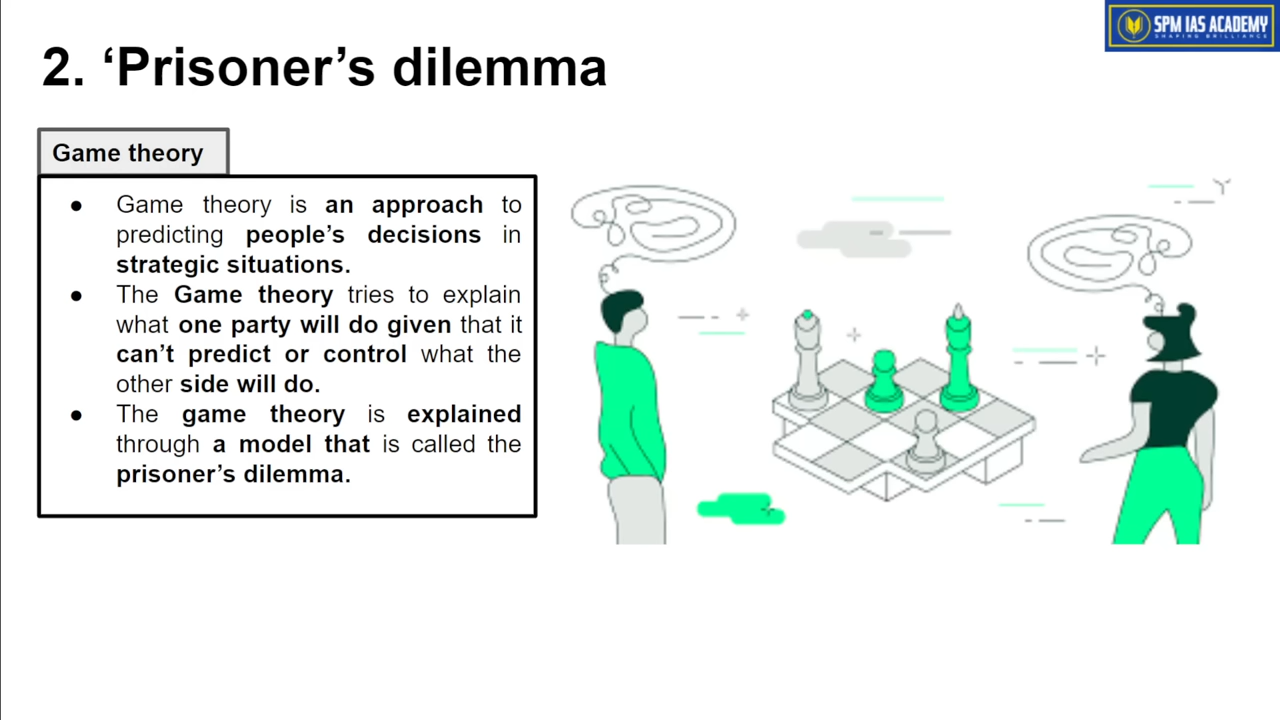 SPM IAS ACADEMY
SHAPING BRILLIANCE
2. ‘Prisoner’s dilemma
Game theory
● Game theory is an approach to
predicting people’s decisions in
strategic situations.
● The Game theory tries to explain
what one party will do given that it
can’t predict or control what the
other side will do.
● The game theory is explained
through a model that is called the
prisoner’s dilemma.